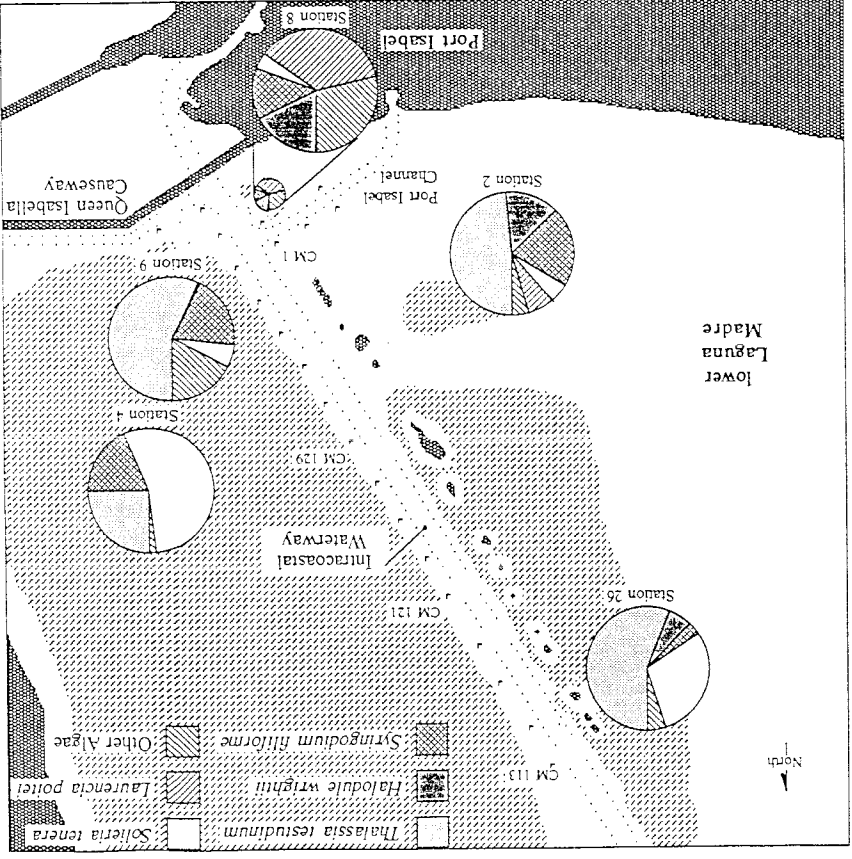 North
CM 113
Thalassia testudinum
Solieria tenera
Halodule wrightii
Laurencia poitei
Syringodium filiforme
Other Algae
Station 26
CM 121
Intracoastal
Waterway
CM 129
Station 4
lower
Laguna
Madre
Station 9
CM 1
Station 2
Port Isabel
Channel
Queen Isabella
Causeway
Port Isabel
Station 8